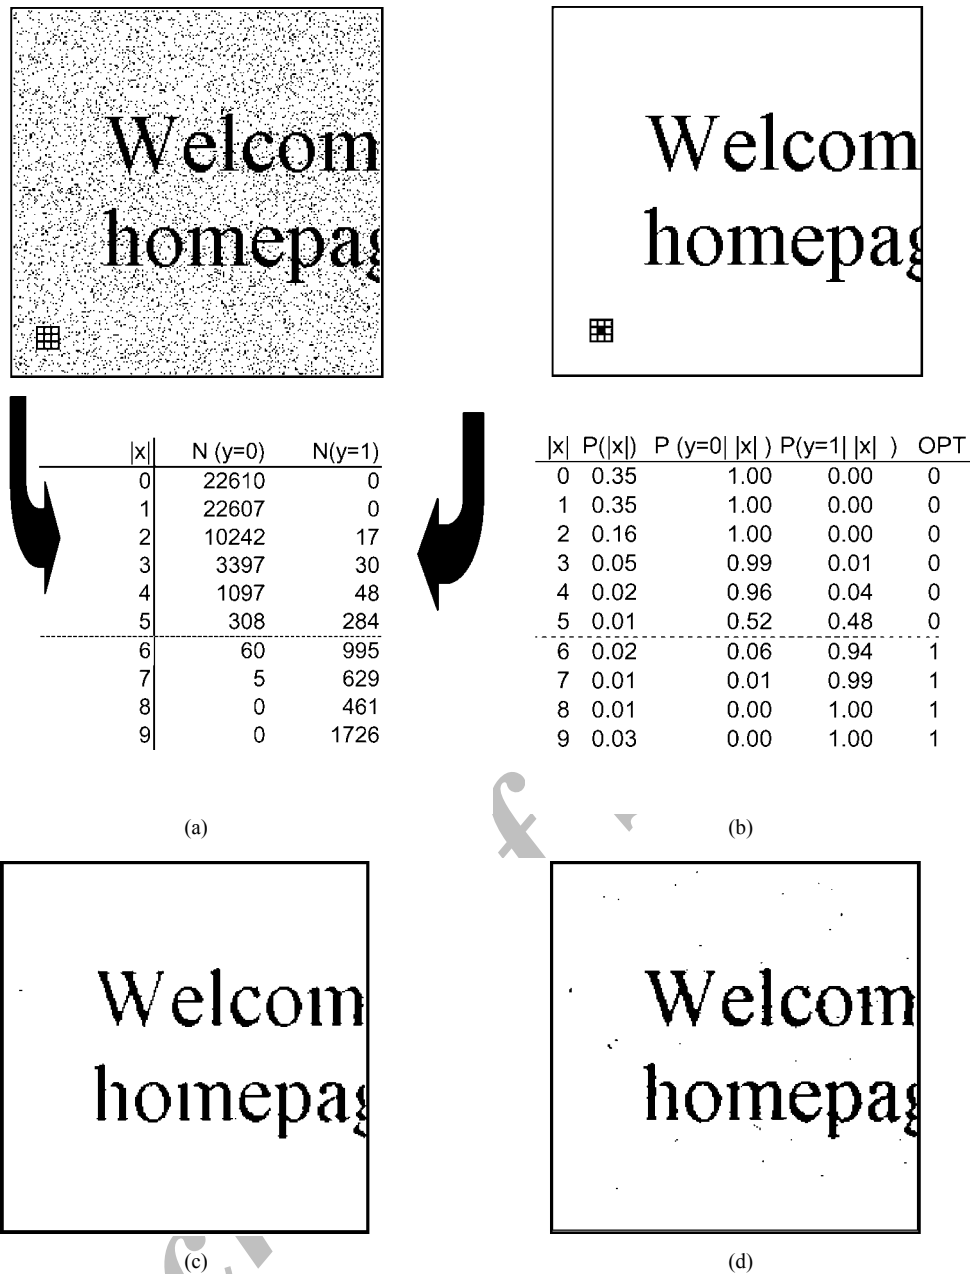 Welcom
homepag
Welcom
homepag
|x| N (y=0) N(y=1)
0 22610 0
1 22607 0
2 10242 17
3 3397 30
4 1097 48
5 308 284
6 60 995
7 5 629
8 0 461
9 0 1726
(a)
|x| P(|x|) P (y=0| |x| ) P(y=1| |x| ) OPT
0 0.35 1.00 0.00 0
1 0.35 1.00 0.00 0
2 0.16 1.00 0.00 0
3 0.05 0.99 0.01 0
4 0.02 0.96 0.04 0
5 0.01 0.52 0.48 0
6 0.02 0.06 0.94 1
7 0.01 0.01 0.99 1
8 0.01 0.00 1.00 1
9 0.03 0.00 1.00 1
(b)
Welcom
homepag
(c)
Welcom
homepag
(d)